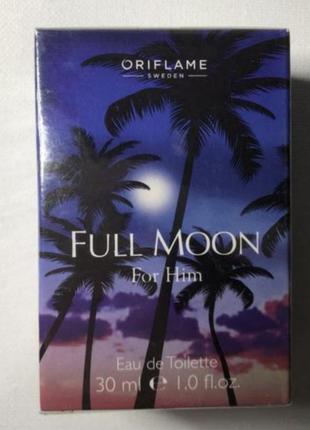 ORIFLAME
SWEDEN
FULL MOON
For Him
Eau de Toilette
30 ml ℮ 1.0 fl.oz.